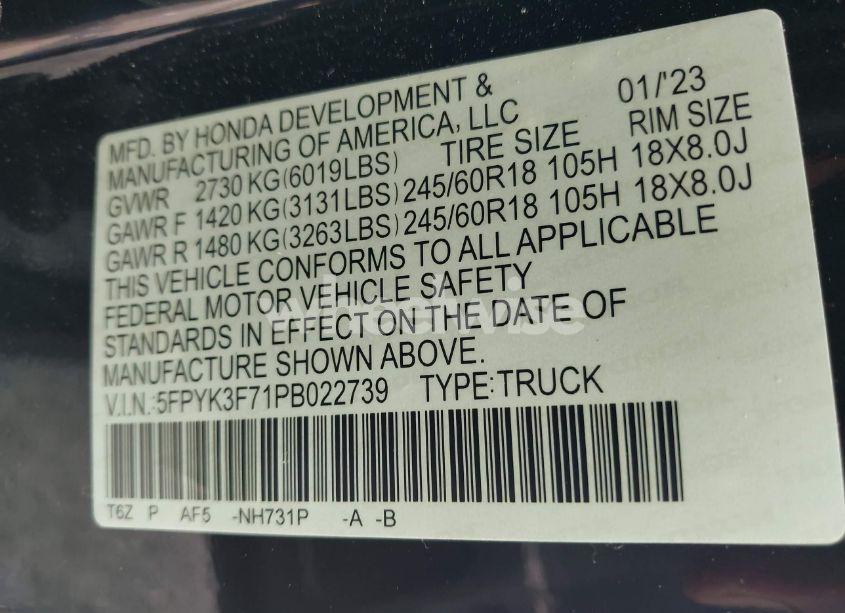 MFD. BY HONDA DEVELOPMENT & 01/'23
MANUFACTURING OF AMERICA, LLC
GVWR 2730 KG(6019LBS) TIRE SIZE RIM SIZE
GAWR F 1420 KG(3131LBS) 245/60R18 105H 18X8.0J
GAWR R 1480 KG(3263LBS) 245/60R18 105H 18X8.0J
THIS VEHICLE CONFORMS TO ALL APPLICABLE
FEDERAL MOTOR VEHICLE SAFETY
STANDARDS IN EFFECT ON THE DATE OF
MANUFACTURE SHOWN ABOVE.
V.I.N.:5FPYK3F71PB022739 TYPE:TRUCK
T6Z P AF5 -NH731P -A -B
wheelwise